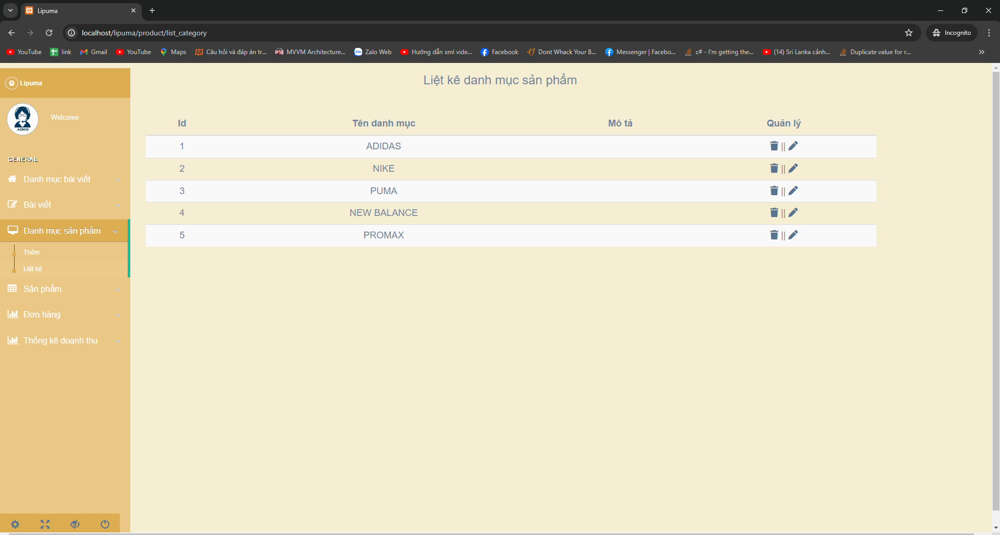 Lipuma
localhost/lipuma/product/list_category
Incognito
YouTube
link
Gmail
YouTube
Maps
123 Câu hỏi và đáp án tr...
MVVM Architecture...
Zalo Web
Hướng dẫn xml vide...
Facebook
Dont Whack Your B...
Messenger | Facebo...
c# - I'm getting the...
(14) Sri Lanka cảnh...
Duplicate value for r...
Lipuma
ADMIN
Welcome
GENERAL
Danh mục bài viết
Bài viết
Danh mục sản phẩm
Thêm
Liệt kê
Sản phẩm
Đơn hàng
Thống kê doanh thu
Liệt kê danh mục sản phẩm
Id Tên danh mục Mô tả Quản lý
1 ADIDAS ||
2 NIKE ||
3 PUMA ||
4 NEW BALANCE ||
5 PROMAX ||